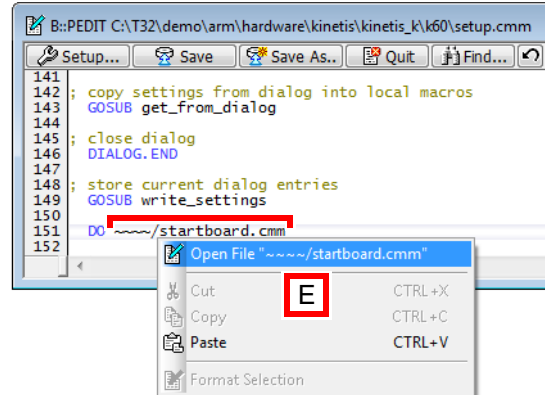 B::PEDIT C:\T32\demo\arm\hardware\kinetis\kinetis_k\k60\setup.cmm
Setup... Save Save As.. Quit Find...
141
142 ; copy settings from dialog into local macros
143 GOSUB get_from_dialog
144
145 ; close dialog
146 DIALOG.END
147
148 ; store current dialog entries
149 GOSUB write_settings
150
151 DO ~~~~/startboard.cmm
152
Open File "~~~~/startboard.cmm"
E
Cut CTRL+X
Copy CTRL+C
Paste CTRL+V
Format Selection